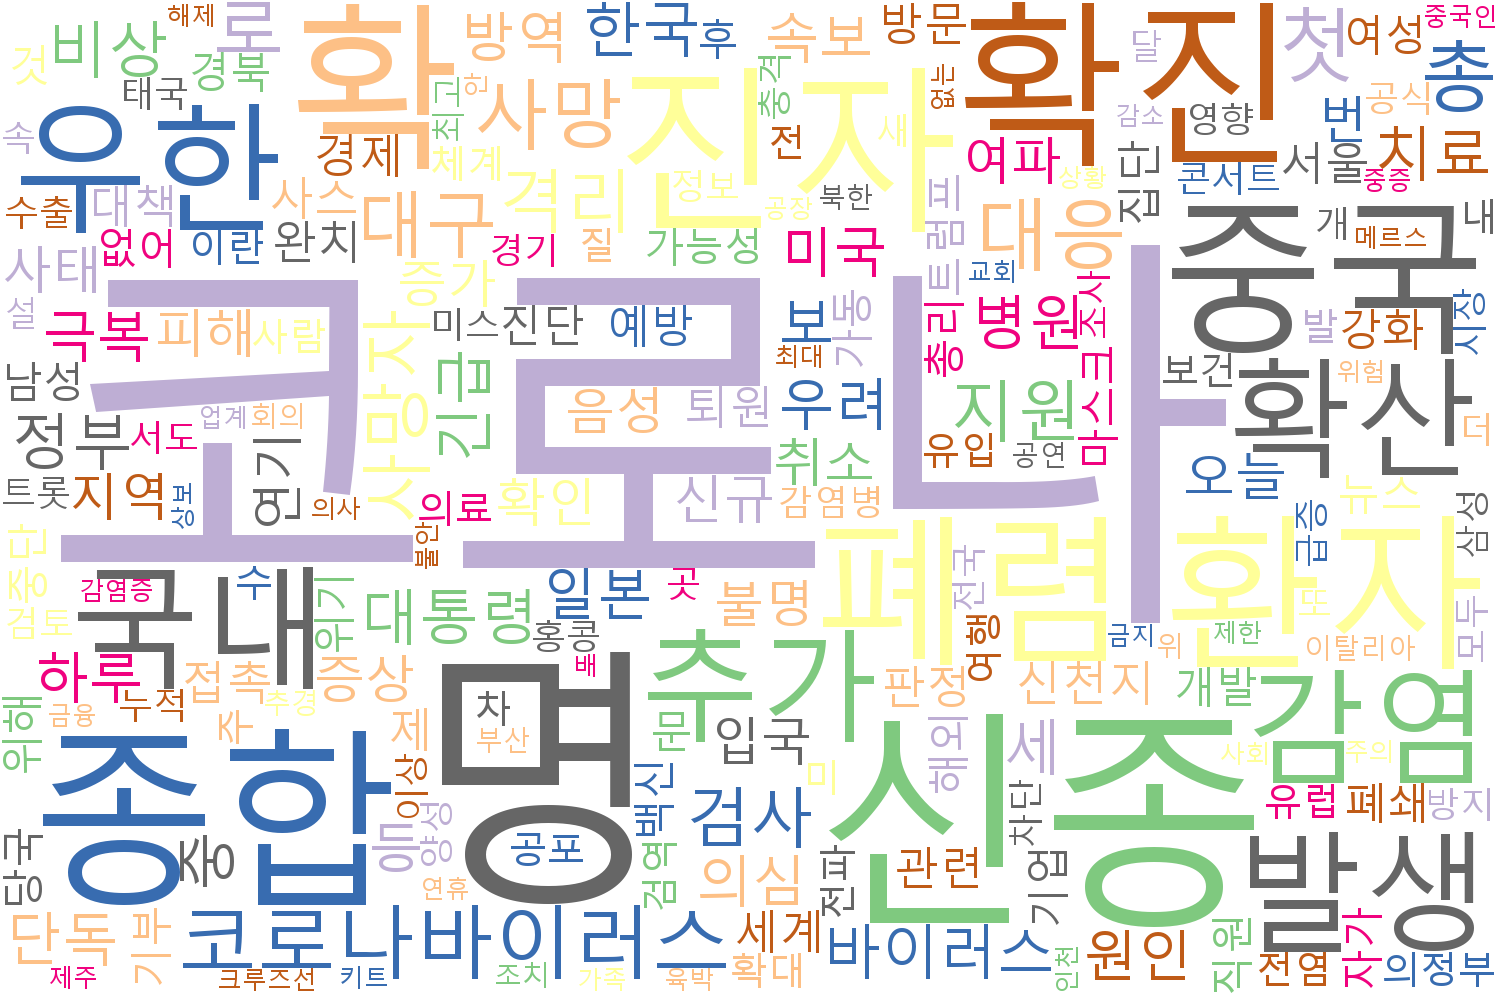 해제
로
확
방역
한국
후
속보
방문
확진
달
첫
여성
중국인
총
것
비상
경북
태국
최고
안
사망
진자
충격
없는
감소
영향
번
공식
속
우한
경제
체계
전
새
여파
상황
집단
콘서트
서울
중증
치료
수출
대책
사스
대구
격리
정보
공장
북한
트럼프
대응
중국
개
메르스
내
없어
이란
완치
경기
질
가능성
미국
교회
사태
설
극복
피해
사람
증가
미스
진단
예방
보
최대
가동
총리
병원
조사
발
강화
시장
코로나
남성
사망자
긴급
음성
퇴원
우려
지원
마스크
보건
확산
위험
더
정부
서도
업계
회의
연기
트롯
지역
상보
의사
의료
확인
신규
취소
감염병
유입
공연
오늘
뉴스
급증
삼성
중단
불안
폐렴
환자
전국
감염증
국내
수
위기
대통령
일본
곳
불명
여행
금지
위
제한
또
이탈리아
모두
검토
하루
접촉
증상
홍콩
배
추가
판정
신천지
개발
감염
위해
금융
누적
추경
주
제
명
차
부산
문
입국
미
해외
세
사회
주의
종합
이상
양성
등
백신
검사
신종
차단
유럽
폐쇄
방지
당국
중
공포
연휴
검역
의심
전파
관련
기업
발생
단독
기부
코로나바이러스
세계
바이러스
원인
직원
자가
제주
크루즈선
키트
조치
가족
육박
확대
인천
전염
의정부